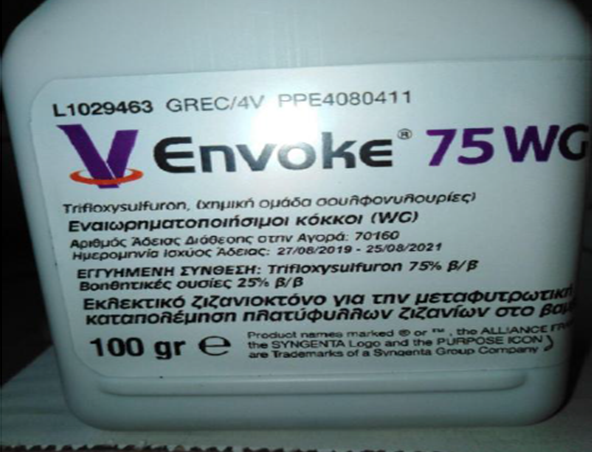 L1029463 GREC/4V PPE4080411
Envoke® 75WG
Trifloxysulfuron, (χημική ομάδα σουλφονυλουρίες)
Εναιωρηματοποιήσιμοι κόκκοι (WG)
Αριθμός Άδειας Διάθεσης στην Αγορά: 70160
Ημερομηνία Ισχύος Άδειας: 27/08/2019 - 25/08/2021
ΕΓΓΥΗΜΕΝΗ ΣΥΝΘΕΣΗ: Trifloxysulfuron 75% β/β
Βοηθητικές ουσίες 25% β/β
Εκλεκτικό ζιζανιοκτόνο για την μεταφυτρωτική
καταπολέμηση πλατύφυλλων ζιζανίων στο
100 gr e
Product names marked ® or ™, the ALLIANCE
the SYNGENTA Logo and the PURPOSE ICON
are Trademarks of a Syngenta Group Company